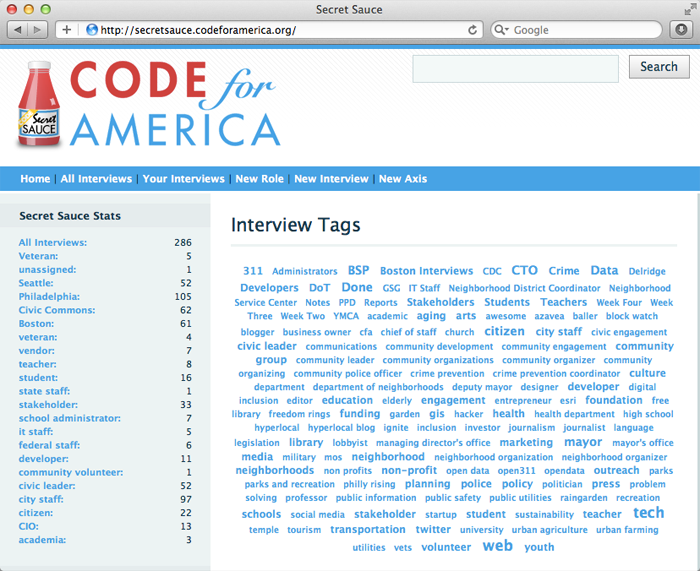 Secret Sauce
http://secretsauce.codeforamerica.org/
Google
Secret
SAUCE
CODE for
AMERICA
Search
Home | All Interviews | Your Interviews | New Role | New Interview | New Axis
Secret Sauce Stats
All Interviews: 286
Veteran: 5
unassigned: 1
Seattle: 52
Philadelphia: 105
Civic Commons: 62
Boston: 61
veteran: 4
vendor: 7
teacher: 8
student: 16
state staff: 1
stakeholder: 33
school administrator: 7
it staff: 5
federal staff: 6
developer: 11
community volunteer: 1
civic leader: 52
city staff: 97
citizen: 22
CIO: 13
academia: 3
Interview Tags
311 Administrators BSP Boston Interviews CDC CTO Crime Data Delridge
Developers DoT Done GSG IT Staff Neighborhood District Coordinator Neighborhood
Service Center Notes PPD Reports Stakeholders Students Teachers Week Four Week
Three Week Two YMCA academic aging arts awesome azavea baller block watch
blogger business owner cfa chief of staff church citizen city staff civic engagement
civic leader communications community development community engagement community
group community leader community organizations community organizer community
organizing community police officer crime prevention crime prevention coordinator culture
department department of neighborhoods deputy mayor designer developer digital
inclusion editor education elderly engagement entrepreneur esri foundation free
library freedom rings funding garden gis hacker health health department high school
hyperlocal hyperlocal blog ignite inclusion investor journalism journalist language
legislation library lobbyist managing director's office marketing mayor mayor's office
media military mos neighborhood neighborhood organization neighborhood organizer
neighborhoods non profits non-profit open data open311 opendata outreach parks
parks and recreation philly rising planning police policy politician press problem
solving professor public information public safety public utilities raingarden recreation
schools social media stakeholder startup student sustainability teacher tech
temple tourism transportation twitter university urban agriculture urban farming
utilities vets volunteer web youth